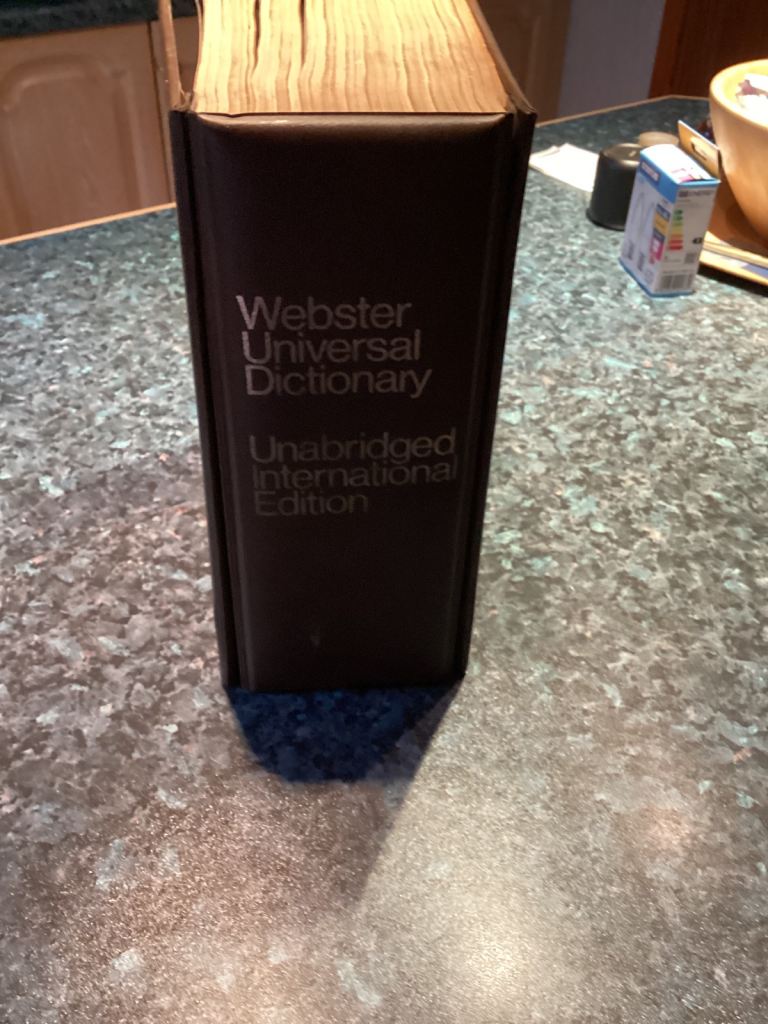 Webster
Universal
Dictionary
Unabridged
International
Edition